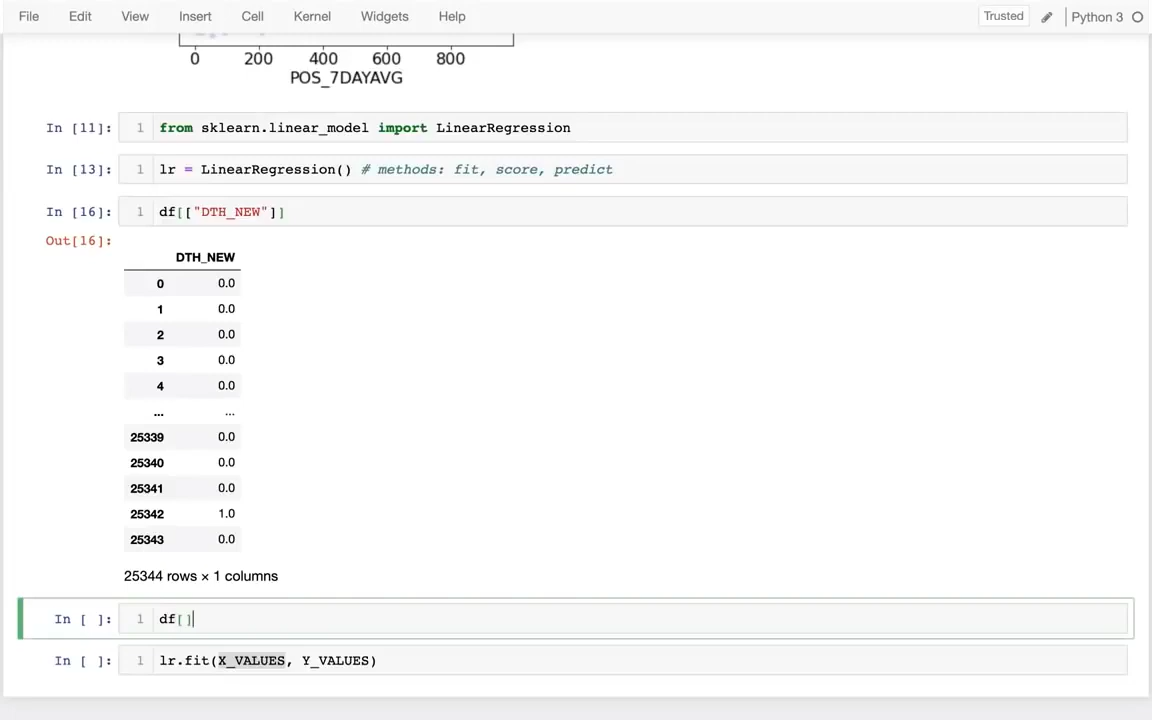 File Edit View Insert Cell Kernel Widgets Help Trusted Python 3
0 200 400 600 800
POS_7DAYAVG
In [11]: 1 from sklearn.linear_model import LinearRegression
In [13]: 1 lr = LinearRegression() # methods: fit, score, predict
In [16]: 1 df[["DTH_NEW"]]
Out[16]:
DTH_NEW
0 0.0
1 0.0
2 0.0
3 0.0
4 0.0
... ...
25339 0.0
25340 0.0
25341 0.0
25342 1.0
25343 0.0
25344 rows × 1 columns
In [ ]: 1 df[]
In [ ]: 1 lr.fit(X_VALUES, Y_VALUES)